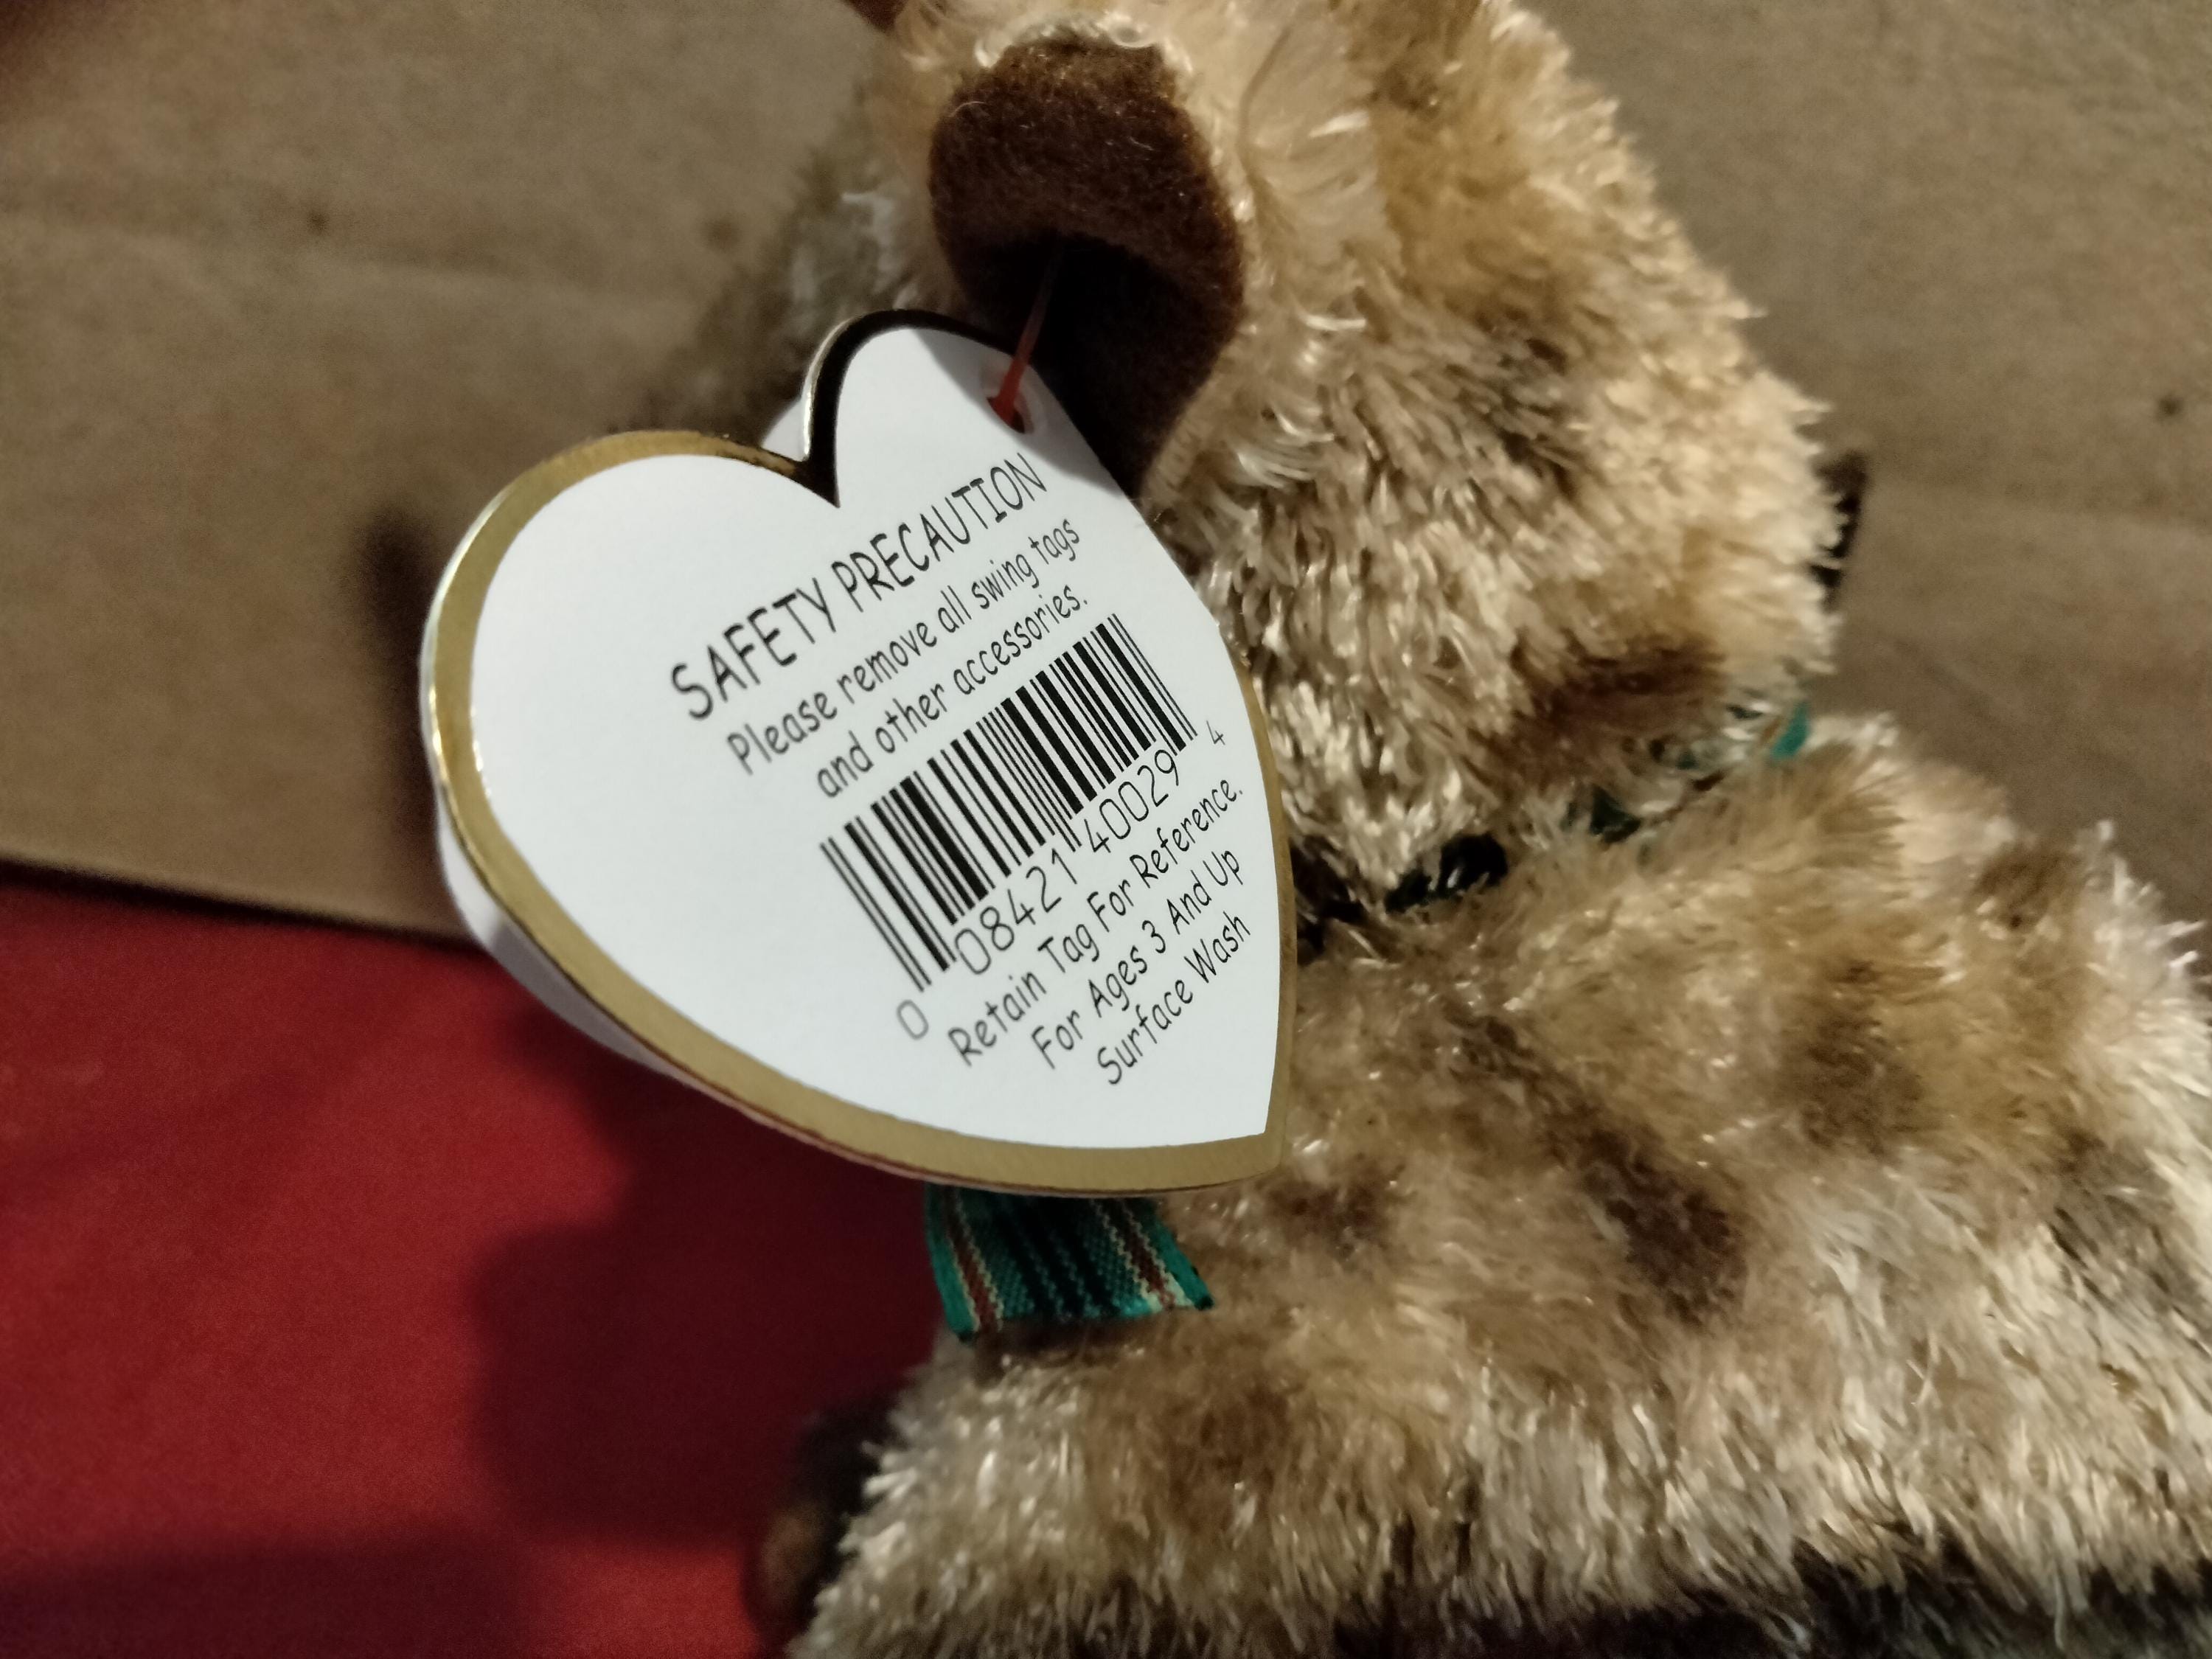 SAFETY PRECAUTION
Please remove all swing tags
and other accessories.
0 08421 40029 4
Retain Tag For Reference.
For Ages 3 And Up
Surface Wash